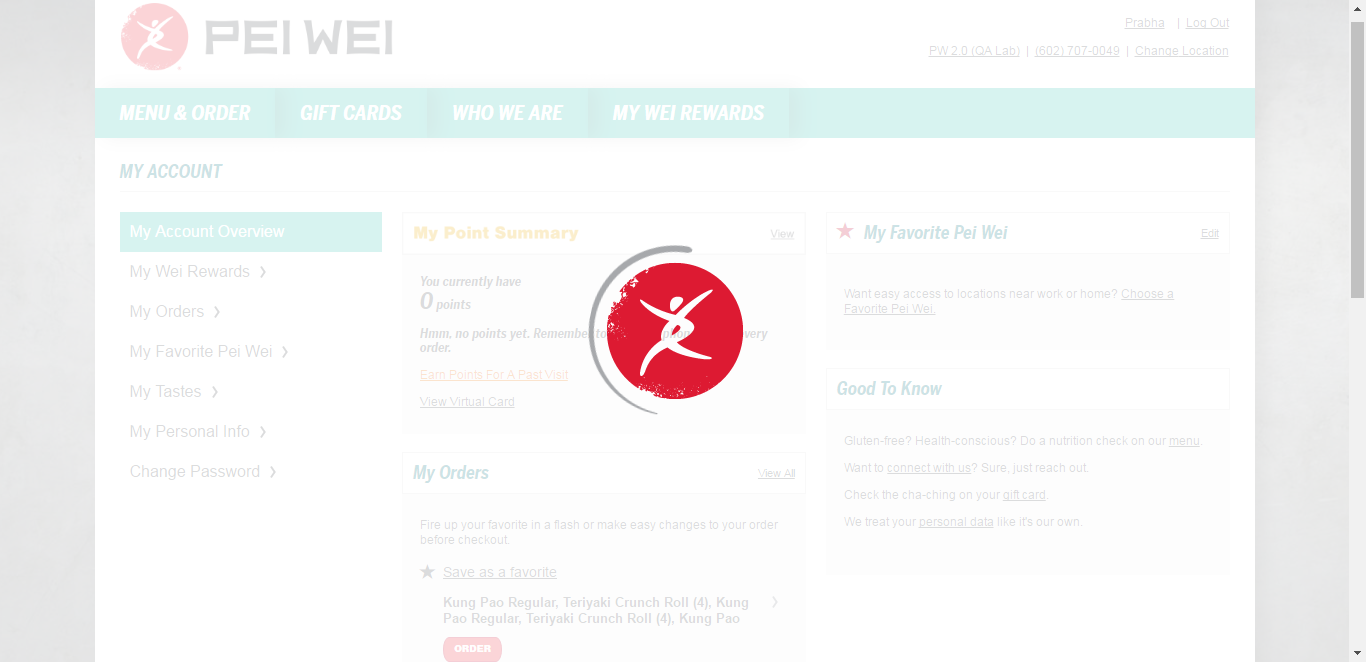 PEI WEI
Prabha | Log Out
PW 2.0 (QA Lab) | (602) 707-0049 | Change Location
MENU & ORDER
GIFT CARDS
WHO WE ARE
MY WEI REWARDS
MY ACCOUNT
My Account Overview
My Wei Rewards
My Orders
My Favorite Pei Wei
My Tastes
My Personal Info
Change Password
My Point Summary
View
You currently have
0 points
Hmm, no points yet. Remember to every
order.
Earn Points For A Past Visit
View Virtual Card
My Orders
View All
Fire up your favorite in a flash or make easy changes to your order
before checkout.
Save as a favorite
Kung Pao Regular, Teriyaki Crunch Roll (4), Kung
Pao Regular, Teriyaki Crunch Roll (4), Kung Pao
ORDER
My Favorite Pei Wei
Edit
Want easy access to locations near work or home? Choose a
Favorite Pei Wei.
Good To Know
Gluten-free? Health-conscious? Do a nutrition check on our menu.
Want to connect with us? Sure, just reach out.
Check the cha-ching on your gift card.
We treat your personal data like it's our own.